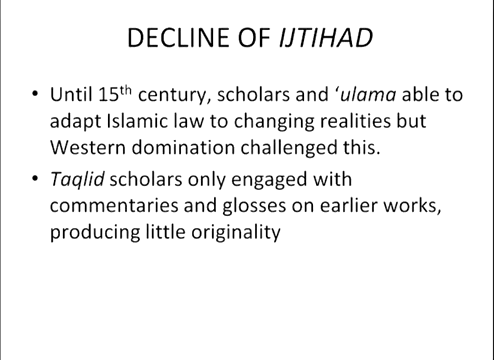 DECLINE OF IJTIHAD
• Until 15th century, scholars and ‘ulama able to
adapt Islamic law to changing realities but
Western domination challenged this.
• Taqlid scholars only engaged with
commentaries and glosses on earlier works,
producing little originality